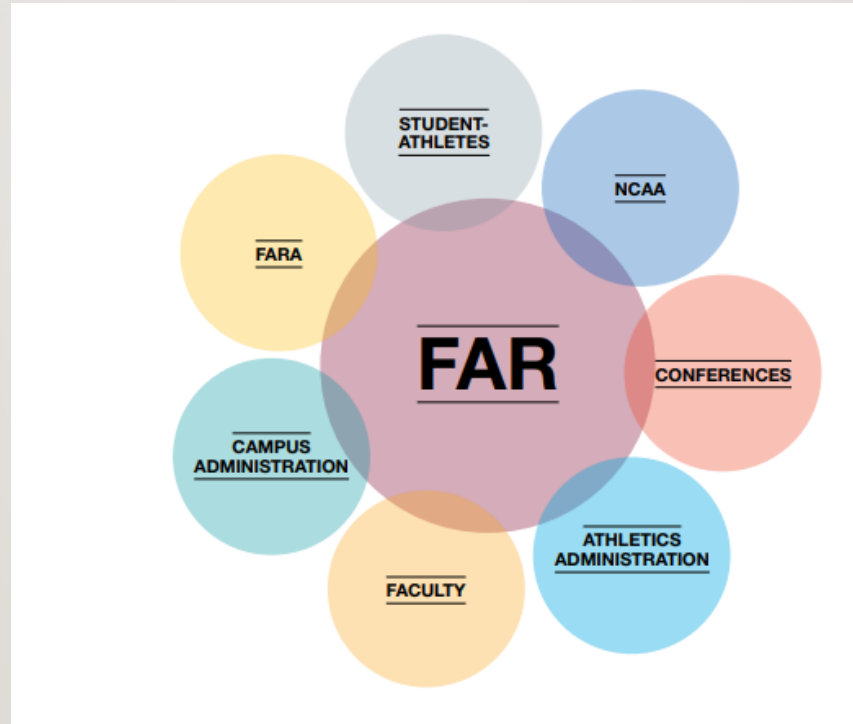 STUDENT-
ATHLETES
NCAA
FARA
FAR
CONFERENCES
CAMPUS
ADMINISTRATION
ATHLETICS
ADMINISTRATION
FACULTY